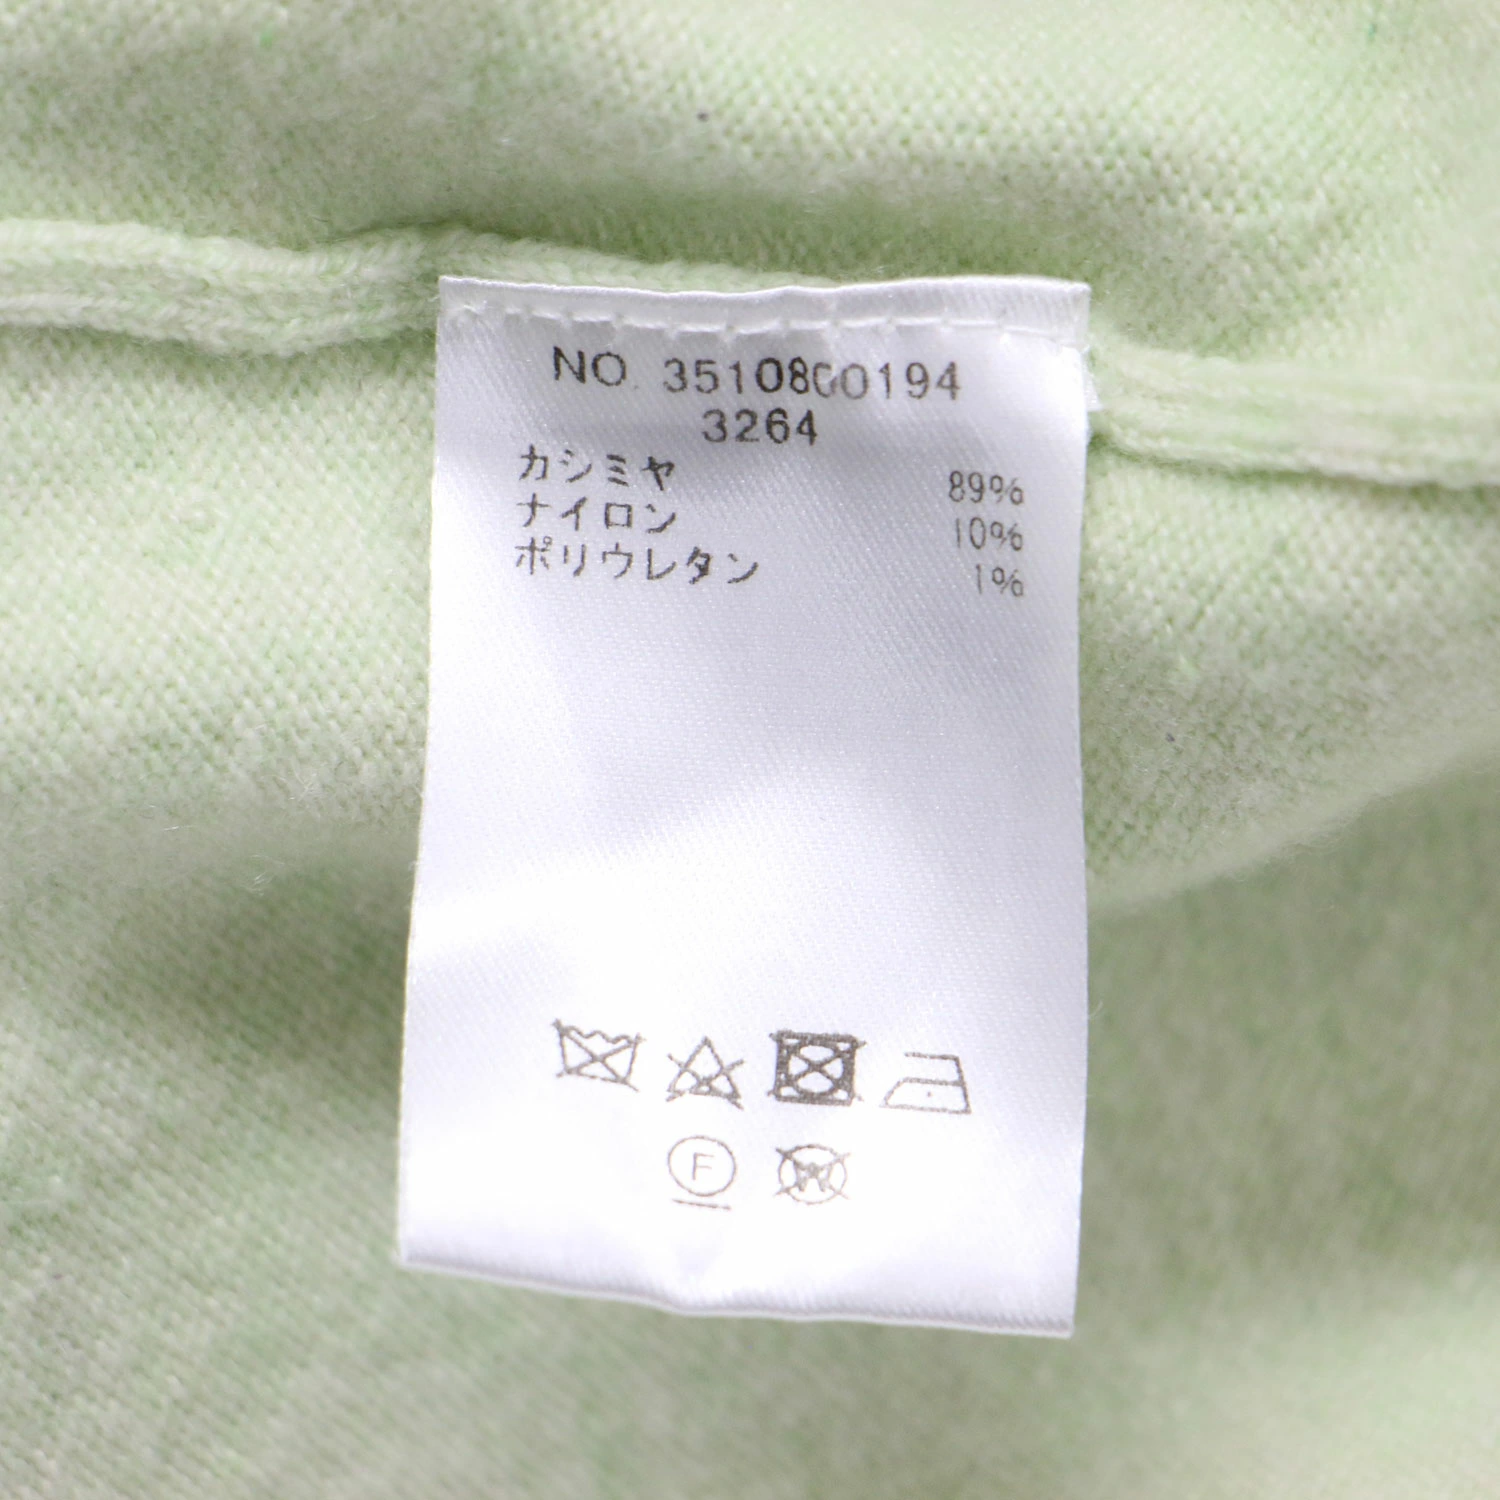 NO. 3510800194
3264
カシミヤ 89%
ナイロン 10%
ポリウレタン 1%
F
W